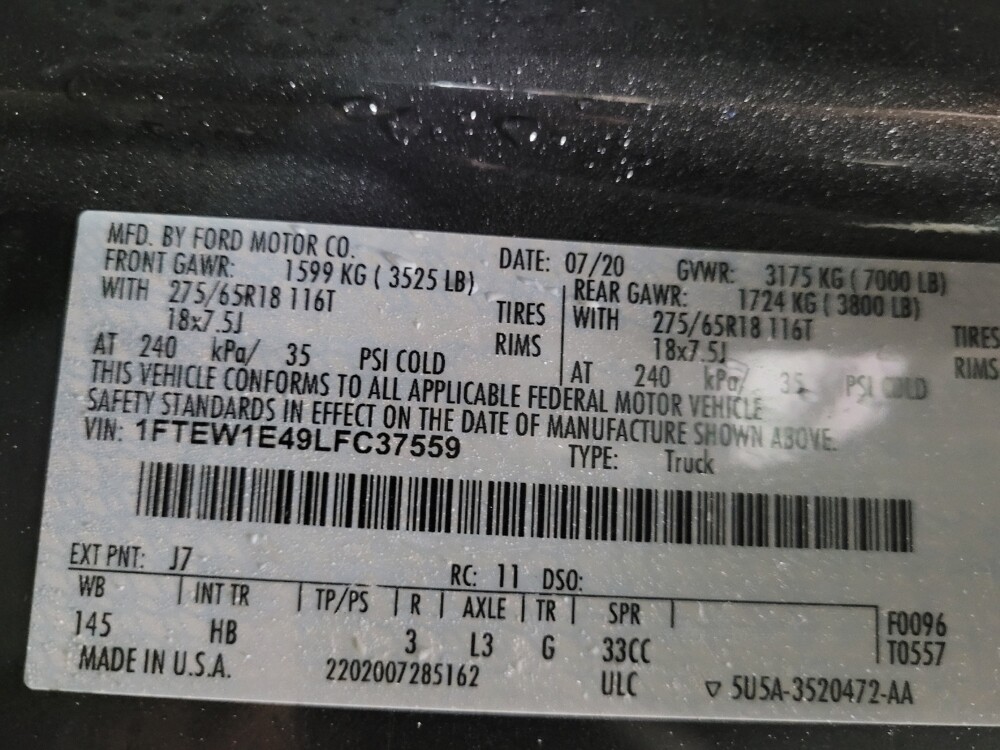 MFD. BY FORD MOTOR CO. DATE: 07/20 GVWR: 3175 KG ( 7000 LB)
FRONT GAWR: 1599 KG ( 3525 LB) REAR GAWR: 1724 KG ( 3800 LB)
WITH 275/65R18 116T TIRES WITH 275/65R18 116T TIRES
18x7.5J RIMS 18x7.5J RIMS
AT 240 kPa/ 35 PSI COLD AT 240 kPa/ 35 PSI COLD
THIS VEHICLE CONFORMS TO ALL APPLICABLE FEDERAL MOTOR VEHICLE
SAFETY STANDARDS IN EFFECT ON THE DATE OF MANUFACTURE SHOWN ABOVE.
VIN: 1FTEW1E49LFC37559 TYPE: Truck
EXT PNT: J7 RC: 11 DSO:
WB INT TR TP/PS R AXLE TR SPR F0096
145 HB 3 L3 G 33CC T0557
MADE IN U.S.A. 2202007285162 ULC ▽ 5U5A-3520472-AA